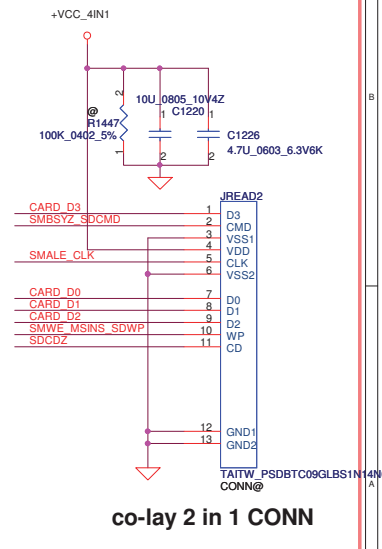 +VCC_4IN1
B
@
R1447
100K_0402_5%
2
1
10U_0805_10V4Z
C1220
1
2
C1226
4.7U_0603_6.3V6K
1
2
JREAD2
CARD_D3 1 D3
SMBSYZ_SDCMD 2 CMD
3 VSS1
4 VDD
SMALE_CLK 5 CLK
6 VSS2
CARD_D0 7 D0
CARD_D1 8 D1
CARD_D2 9 D2
SMWE_MSINS_SDWP 10 WP
SDCDZ 11 CD
12 GND1
13 GND2
TAITW_PSDBTC09GLBS1N14N
A
CONN@
co-lay 2 in 1 CONN